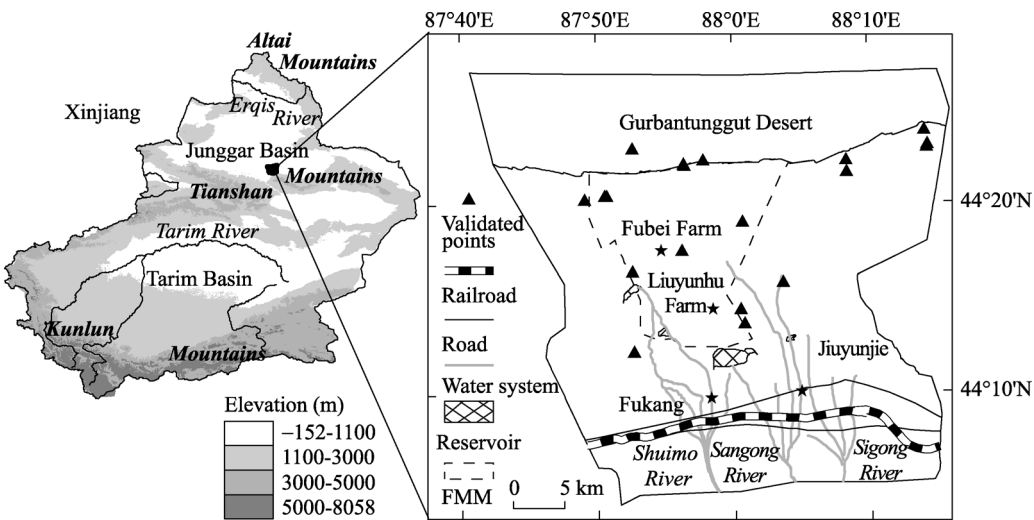 87°40′E 87°50′E 88°00′E 88°10′E
Altai
Mountains
Xinjiang
Erqis
River
Junggar Basin
Mountains
Tianshan
Tarim River
Tarim Basin
Kunlun
Mountains
Elevation (m)
–152-1100
1100-3000
3000-5000
5000-8058
Validated
points
Railroad
Road
Water system
Reservoir
FMM
Gurbantunggut Desert
Fubei Farm
Liuyunhu
Farm
Jiuyunjie
Fukang
Shuimo
River
Sangong
River
Sigong
River
0 5 km
44°20′N
44°10′N